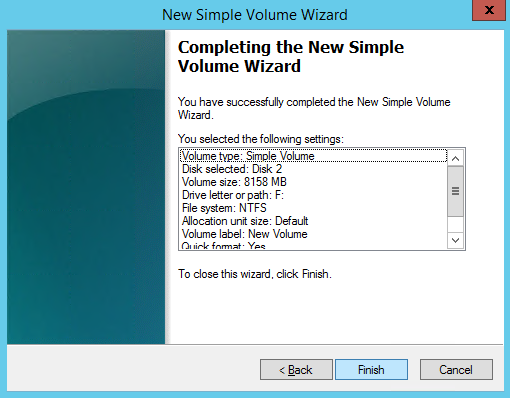 New Simple Volume Wizard
x
Completing the New Simple
Volume Wizard
You have successfully completed the New Simple Volume
Wizard.
You selected the following settings:
Volume type: Simple Volume
Disk selected: Disk 2
Volume size: 8158 MB
Drive letter or path: F:
File system: NTFS
Allocation unit size: Default
Volume label: New Volume
Quick format: Yes
To close this wizard, click Finish.
< Back
Finish
Cancel